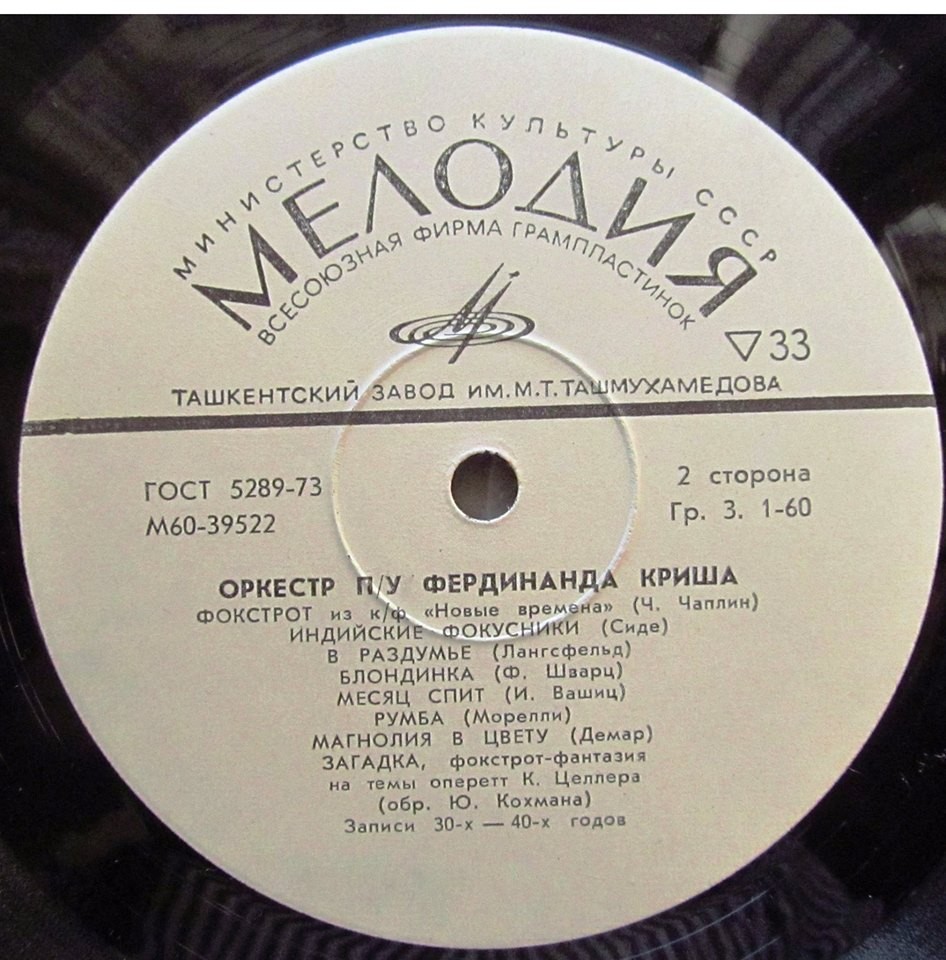 МИНИСТЕРСТВО КУЛЬТУРЫ СССР
МЕЛОДИЯ
ВСЕСОЮЗНАЯ ФИРМА ГРАМПЛАСТИНОК
▽33
ТАШКЕНТСКИЙ ЗАВОД ИМ. М. Т. ТАШМУХАМЕДОВА
ГОСТ 5289-73
М60-39522
2 сторона
Гр. 3. 1-60
ОРКЕСТР П/У ФЕРДИНАНДА КРИША
ФОКСТРОТ из к/ф «Новые времена» (Ч. Чаплин)
ИНДИЙСКИЕ ФОКУСНИКИ (Сиде)
В РАЗДУМЬЕ (Лангсфельд)
БЛОНДИНКА (Ф. Шварц)
МЕСЯЦ СПИТ (И. Вашиц)
РУМБА (Морелли)
МАГНОЛИЯ В ЦВЕТУ (Демар)
ЗАГАДКА, фокстрот-фантазия
на темы оперетт К. Целлера
(обр. Ю. Кохмана)
Записи 30-х — 40-х годов